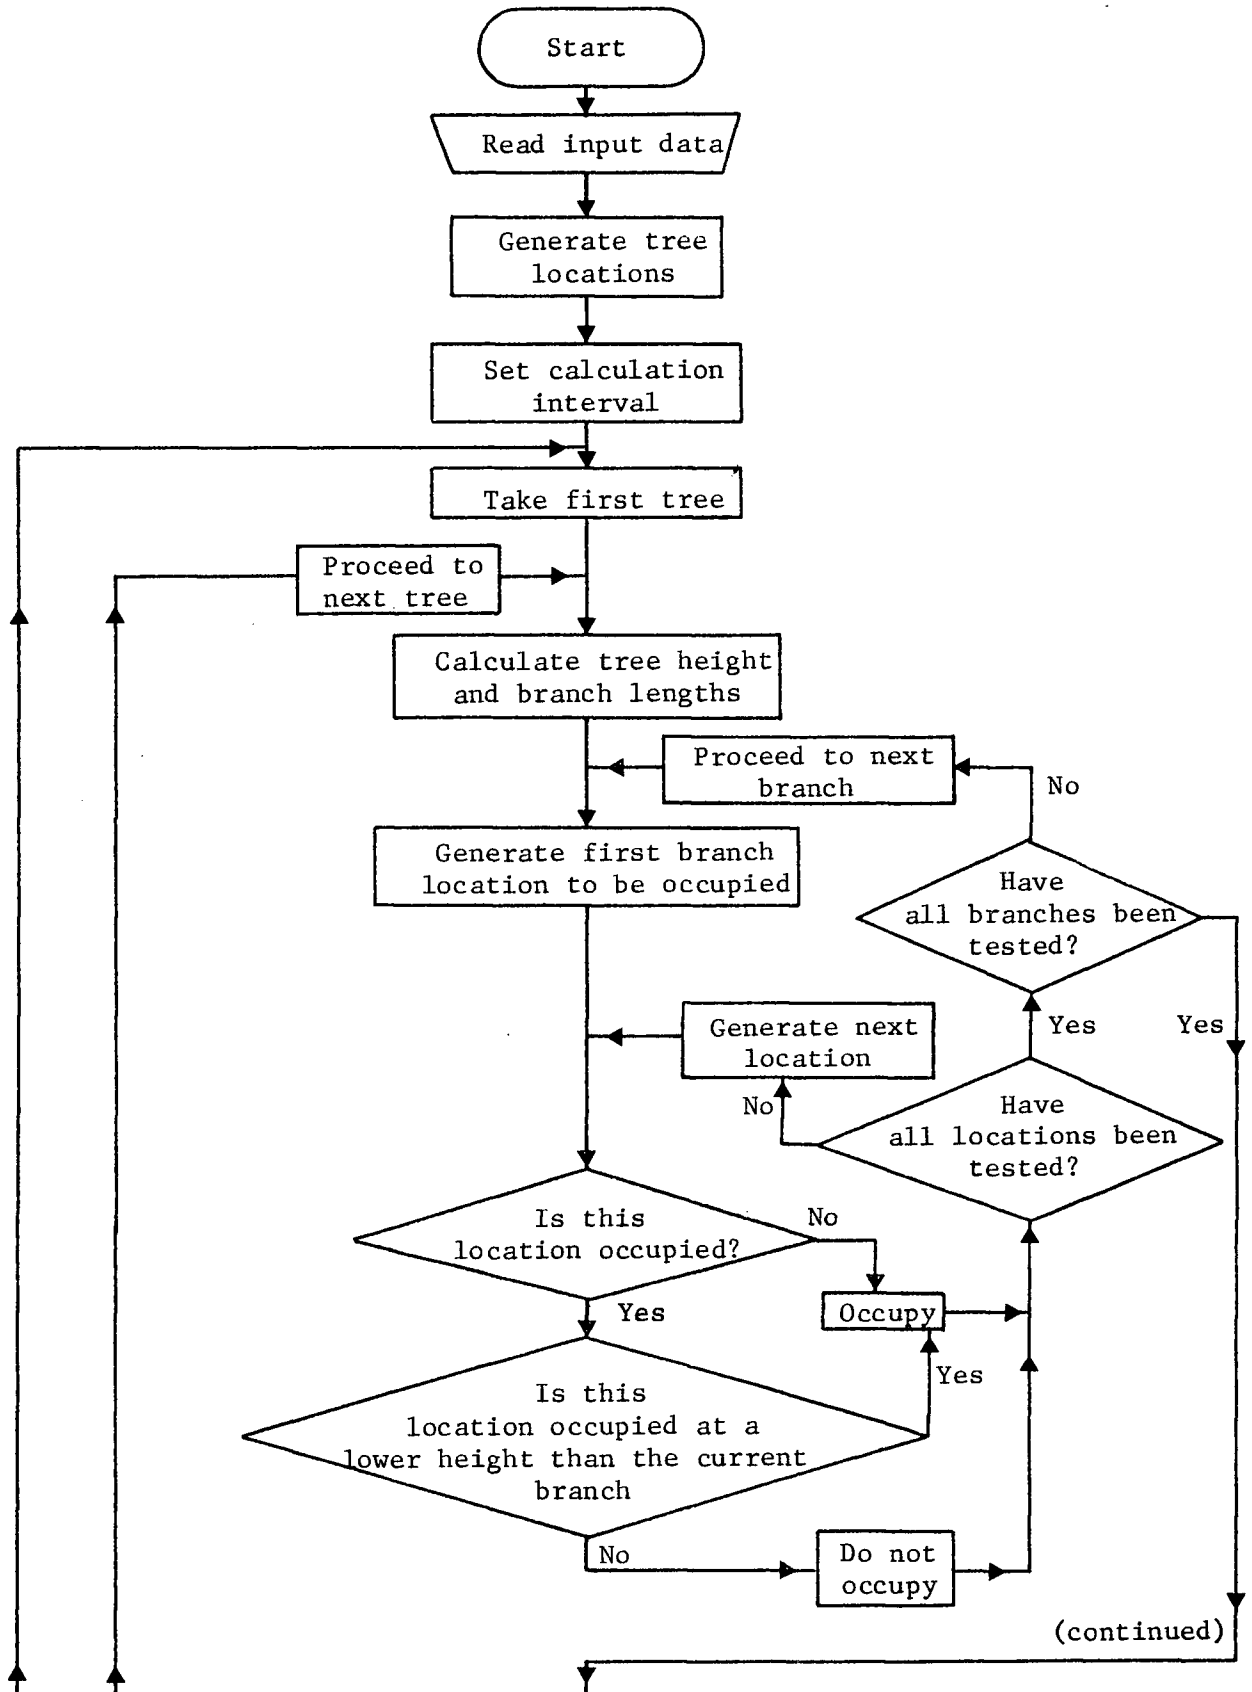 Start
Read input data
Generate tree
locations
Set calculation
interval
Take first tree
Proceed to
next tree
Calculate tree height
and branch lengths
Proceed to next
branch
No
Generate first branch
location to be occupied
Have
all branches been
tested?
Generate next
location
Yes
Yes
No
Have
all locations been
tested?
Is this
location occupied?
No
Yes
Occupy
Yes
Is this
location occupied at a
lower height than the current
branch
No
Do not
occupy
(continued)